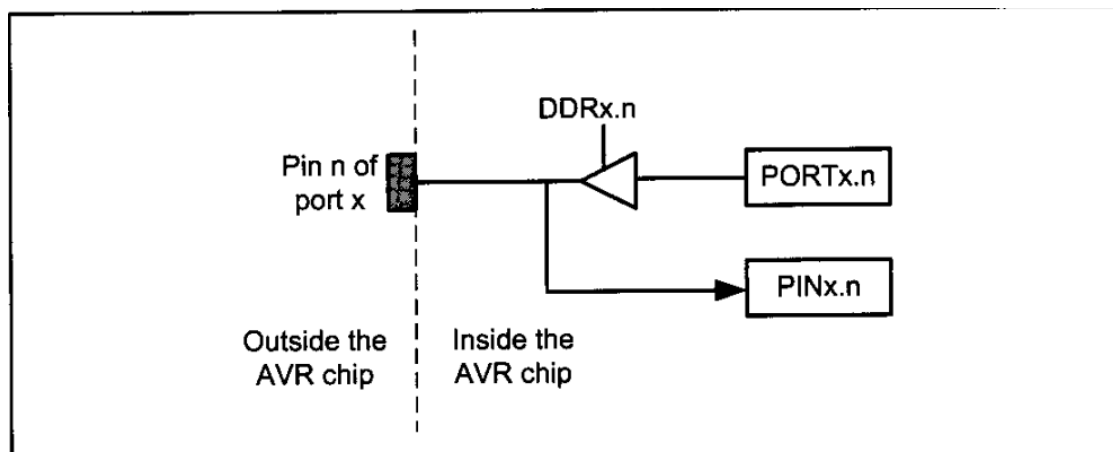 DDRx.n
Pin n of
port x
PORTx.n
PINx.n
Outside the
AVR chip
Inside the
AVR chip